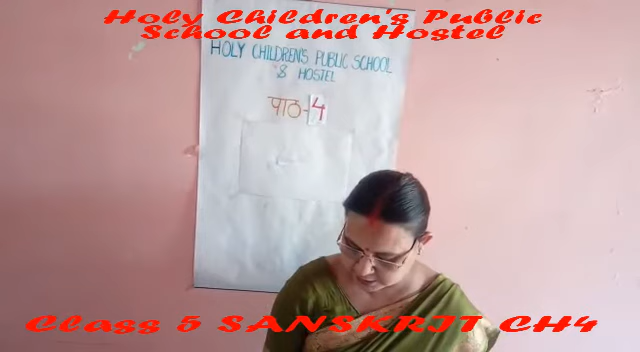 Holy Children's Public
School and Hostel
HOLY CHILDREN'S PUBLIC SCHOOL
& HOSTEL
पाठ-4
Class 5 SANSKRIT CH4